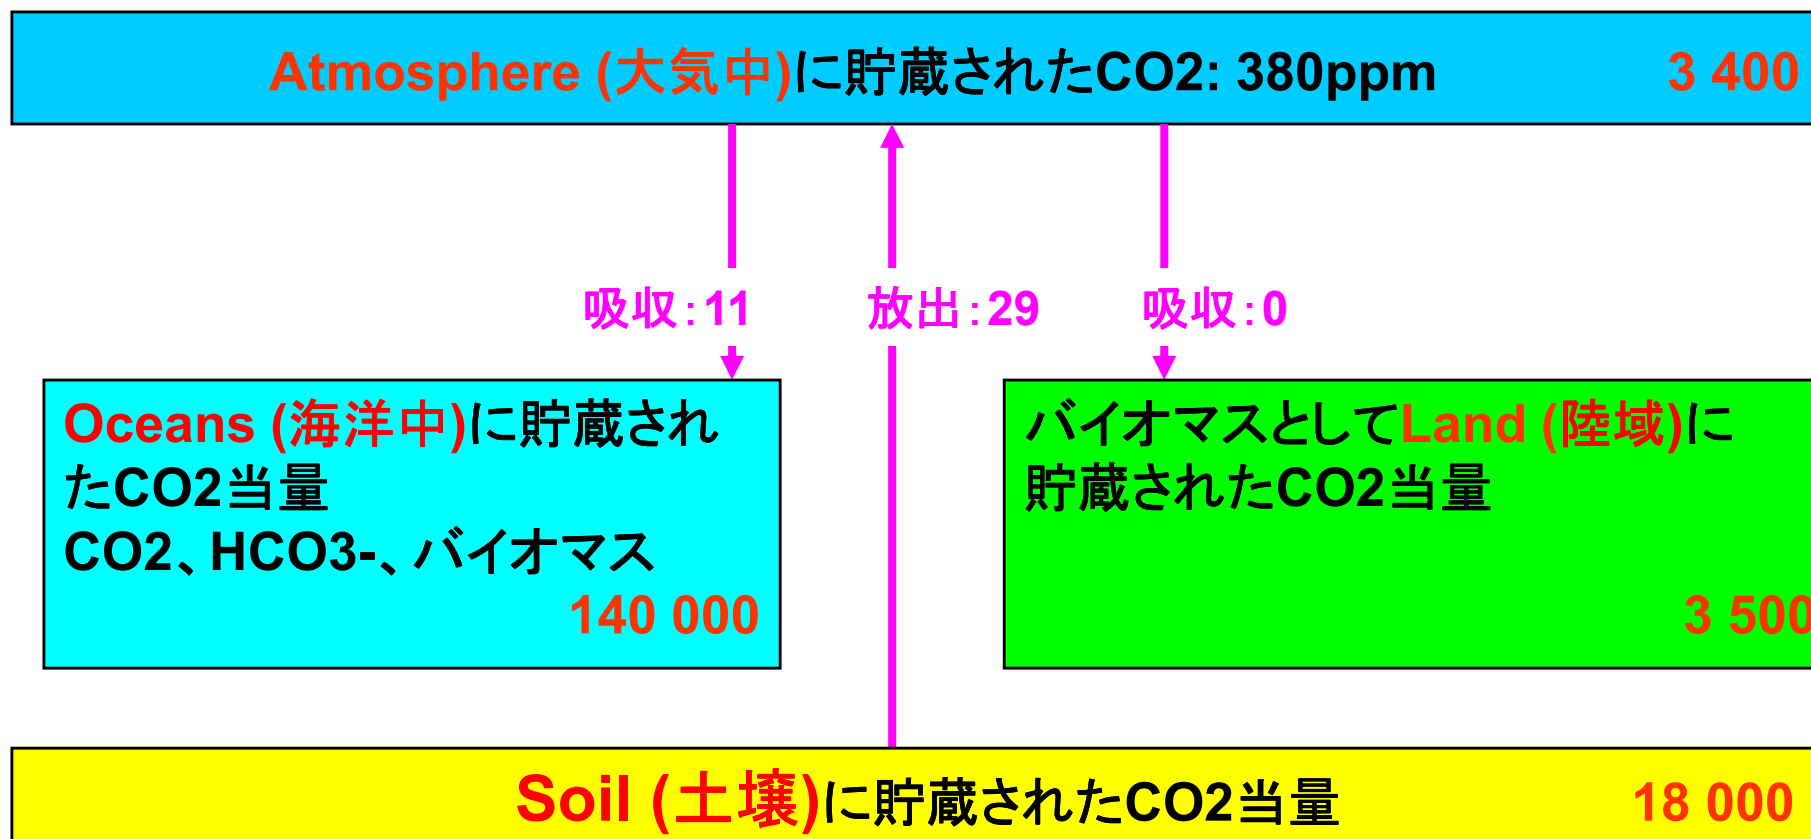 Atmosphere (大気中)に貯蔵されたCO2: 380ppm 3 400
吸収:11 放出:29 吸収:0
Oceans (海洋中)に貯蔵され
たCO2当量
CO2、HCO3-、バイオマス
140 000
バイオマスとしてLand (陸域)に
貯蔵されたCO2当量
3 500
Soil (土壌)に貯蔵されたCO2当量 18 000